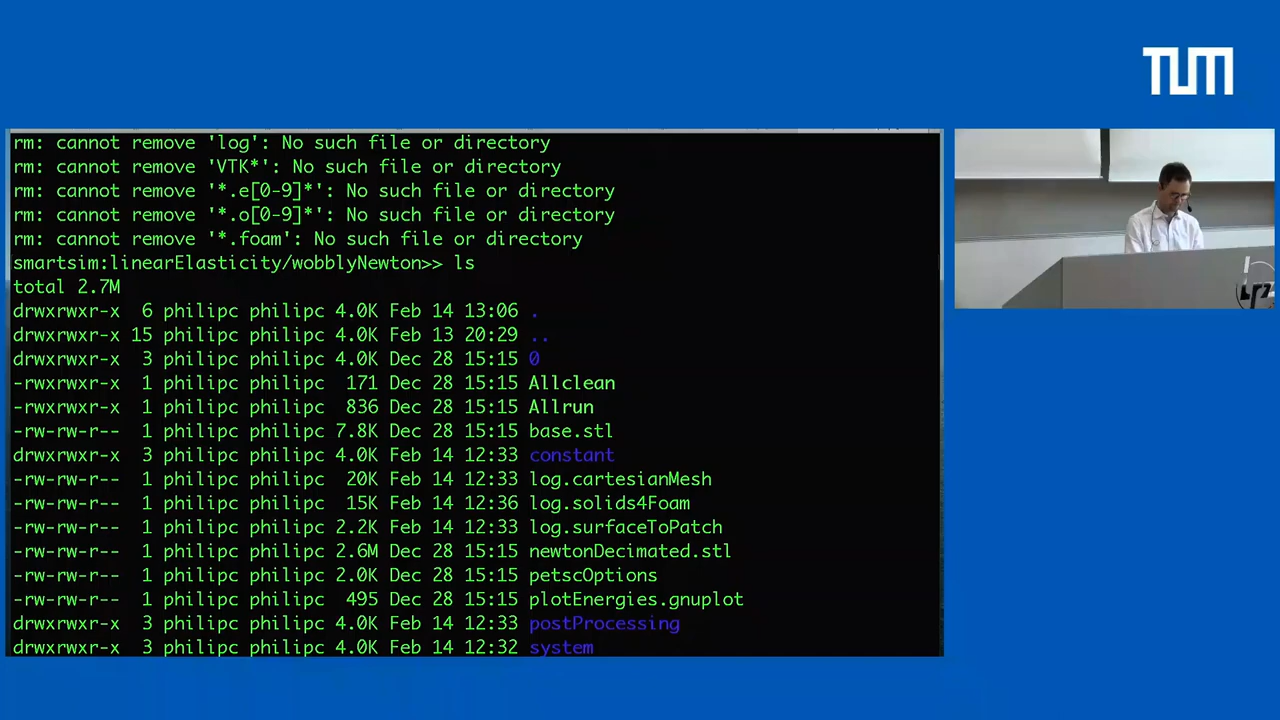 TUM
rm: cannot remove 'log': No such file or directory
rm: cannot remove 'VTK*': No such file or directory
rm: cannot remove '*.e[0-9]*': No such file or directory
rm: cannot remove '*.o[0-9]*': No such file or directory
rm: cannot remove '*.foam': No such file or directory
smartsim:linearElasticity/wobblyNewton>> ls
total 2.7M
drwxrwxr-x  6 philipc philipc 4.0K Feb 14 13:06 .
drwxrwxr-x 15 philipc philipc 4.0K Feb 13 20:29 ..
drwxrwxr-x  3 philipc philipc 4.0K Dec 28 15:15 0
-rwxrwxr-x  1 philipc philipc  171 Dec 28 15:15 Allclean
-rwxrwxr-x  1 philipc philipc  836 Dec 28 15:15 Allrun
-rw-rw-r--  1 philipc philipc 7.8K Dec 28 15:15 base.stl
drwxrwxr-x  3 philipc philipc 4.0K Feb 14 12:33 constant
-rw-rw-r--  1 philipc philipc  20K Feb 14 12:33 log.cartesianMesh
-rw-rw-r--  1 philipc philipc  15K Feb 14 12:36 log.solids4Foam
-rw-rw-r--  1 philipc philipc 2.2K Feb 14 12:33 log.surfaceToPatch
-rw-rw-r--  1 philipc philipc 2.6M Dec 28 15:15 newtonDecimated.stl
-rw-rw-r--  1 philipc philipc 2.0K Dec 28 15:15 petscOptions
-rw-rw-r--  1 philipc philipc  495 Dec 28 15:15 plotEnergies.gnuplot
drwxrwxr-x  3 philipc philipc 4.0K Feb 14 12:33 postProcessing
drwxrwxr-x  3 philipc philipc 4.0K Feb 14 12:32 system